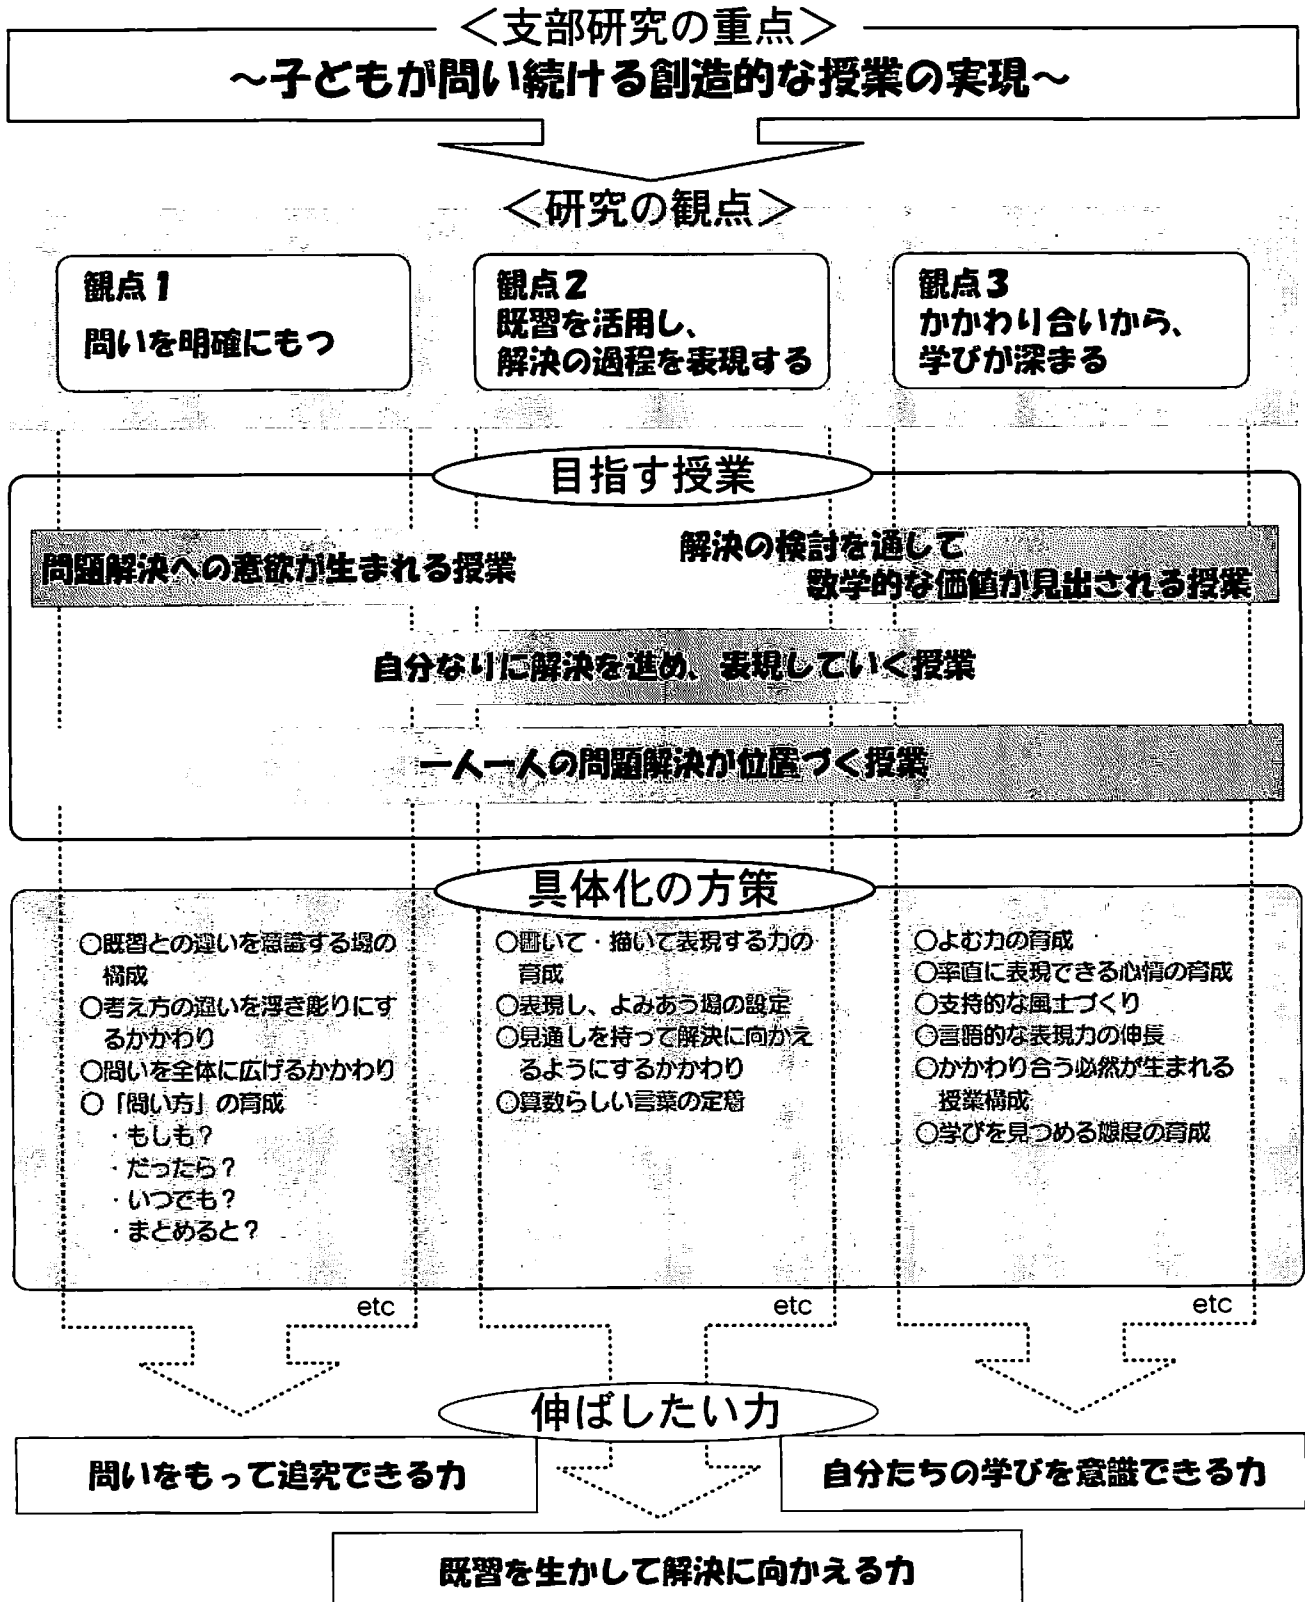 ＜支部研究の重点＞
～子どもが問い続ける創造的な授業の実現～
＜研究の観点＞
観点1
問いを明確にもつ
観点2
既習を活用し、
解決の過程を表現する
観点3
かかわり合いから、
学びが深まる
目指す授業
問題解決への意欲が生まれる授業
解決の検討を通して
数学的な価値が見出される授業
自分なりに解決を進め、表現していく授業
一人一人の問題解決が位置づく授業
具体化の方策
○既習との違いを意識する場の
構成
○考え方の違いを浮き彫りにす
るかかわり
○問いを全体に広げるかかわり
○「問い方」の育成
・もしも？
・だったら？
・いつでも？
・まとめると？
etc
○書いて・描いて表現する力の
育成
○表現し、よみあう場の設定
○見通しを持って解決に向かえ
るようにするかかわり
○算数らしい言葉の定着
etc
○よむ力の育成
○率直に表現できる心情の育成
○支持的な風土づくり
○言語的な表現力の伸長
○かかわり合う必然が生まれる
授業構成
○学びを見つめる態度の育成
etc
伸ばしたい力
問いをもって追究できる力
自分たちの学びを意識できる力
既習を生かして解決に向かえる力